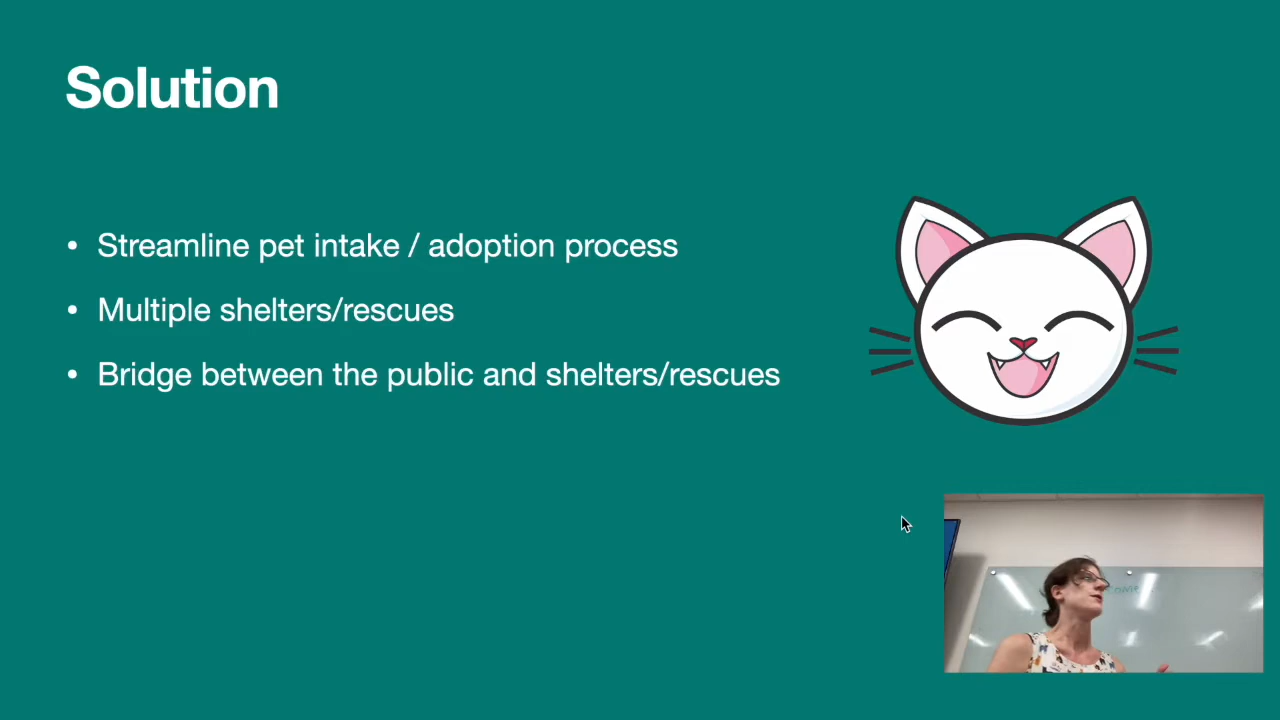 Solution
• Streamline pet intake / adoption process
• Multiple shelters/rescues
• Bridge between the public and shelters/rescues